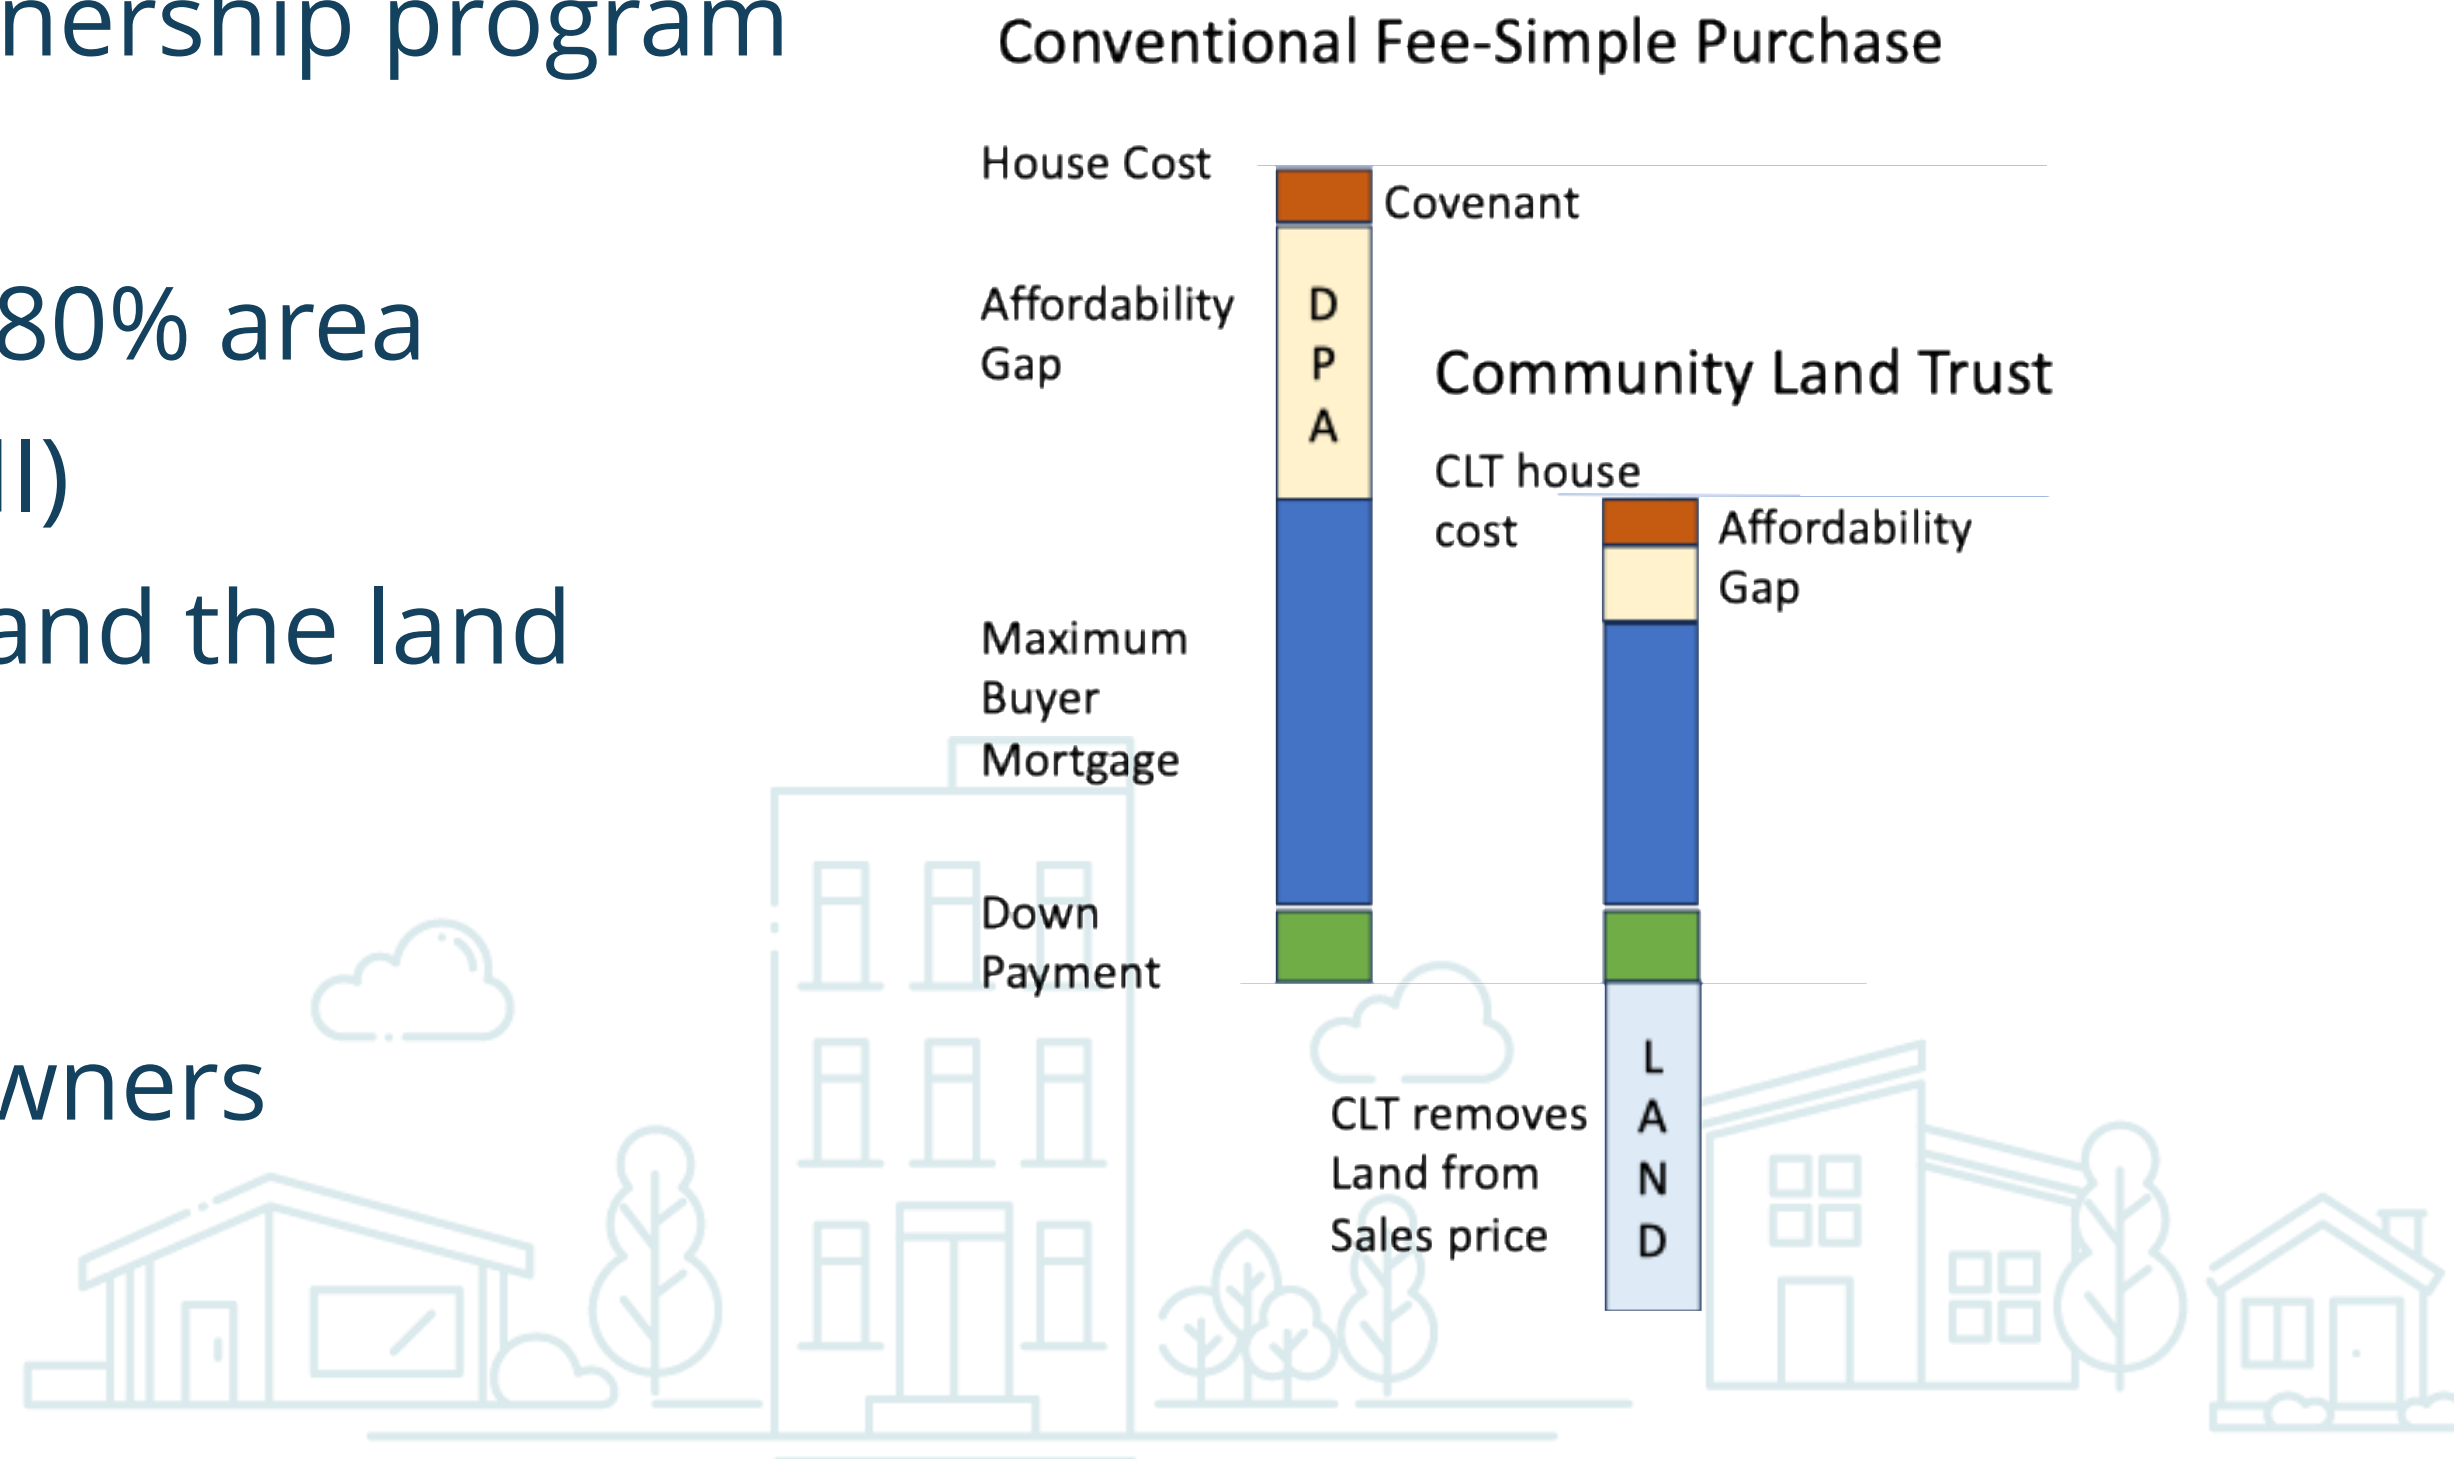 nership program
80% area
ll)
and the land
wners
Conventional Fee-Simple Purchase
House Cost
Covenant
Affordability
Gap
D
P
A
Community Land Trust
CLT house
cost
Affordability
Gap
Maximum
Buyer
Mortgage
Down
Payment
CLT removes
Land from
Sales price
L
A
N
D